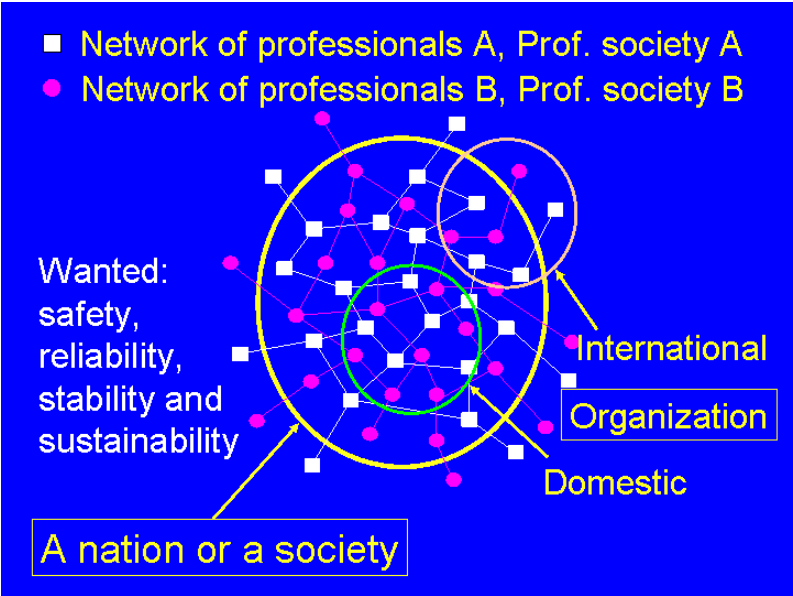 Network of professionals A, Prof. society A
Network of professionals B, Prof. society B
Wanted:
safety,
reliability,
stability and
sustainability
International
Organization
Domestic
A nation or a society